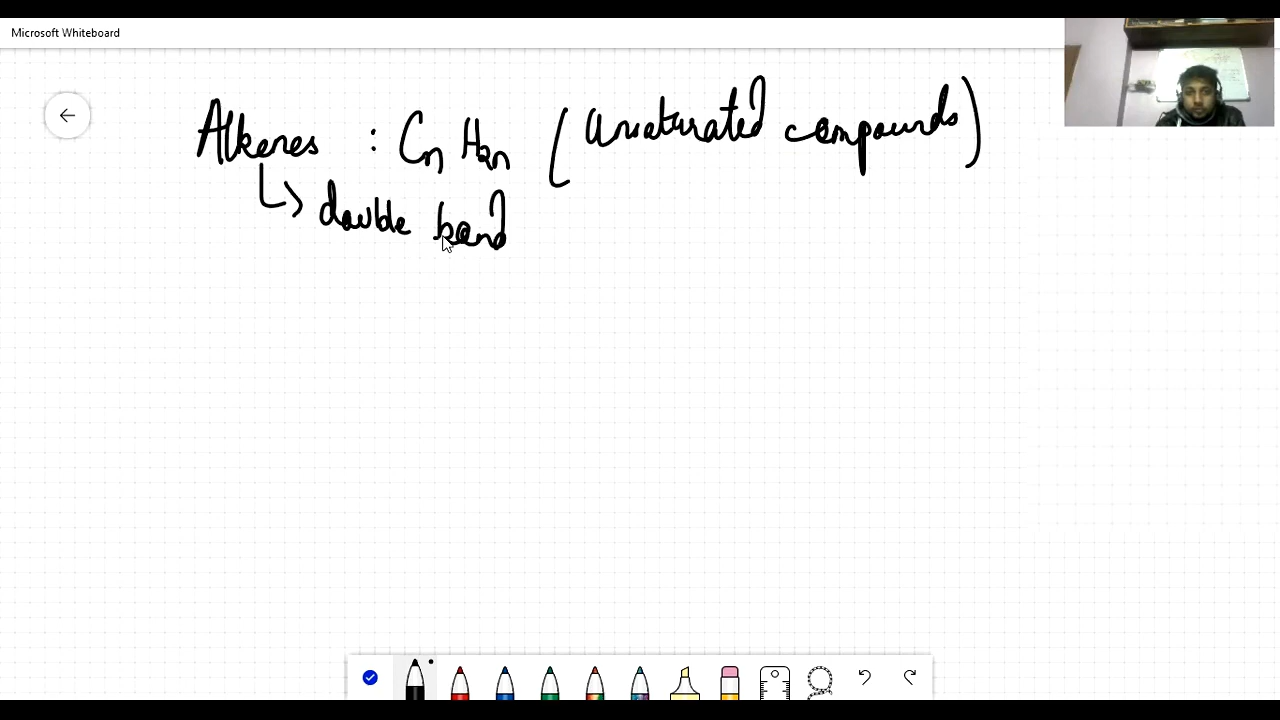 Microsoft Whiteboard
Alkenes : CnH2n (Unsaturated compounds)
↳ double bond